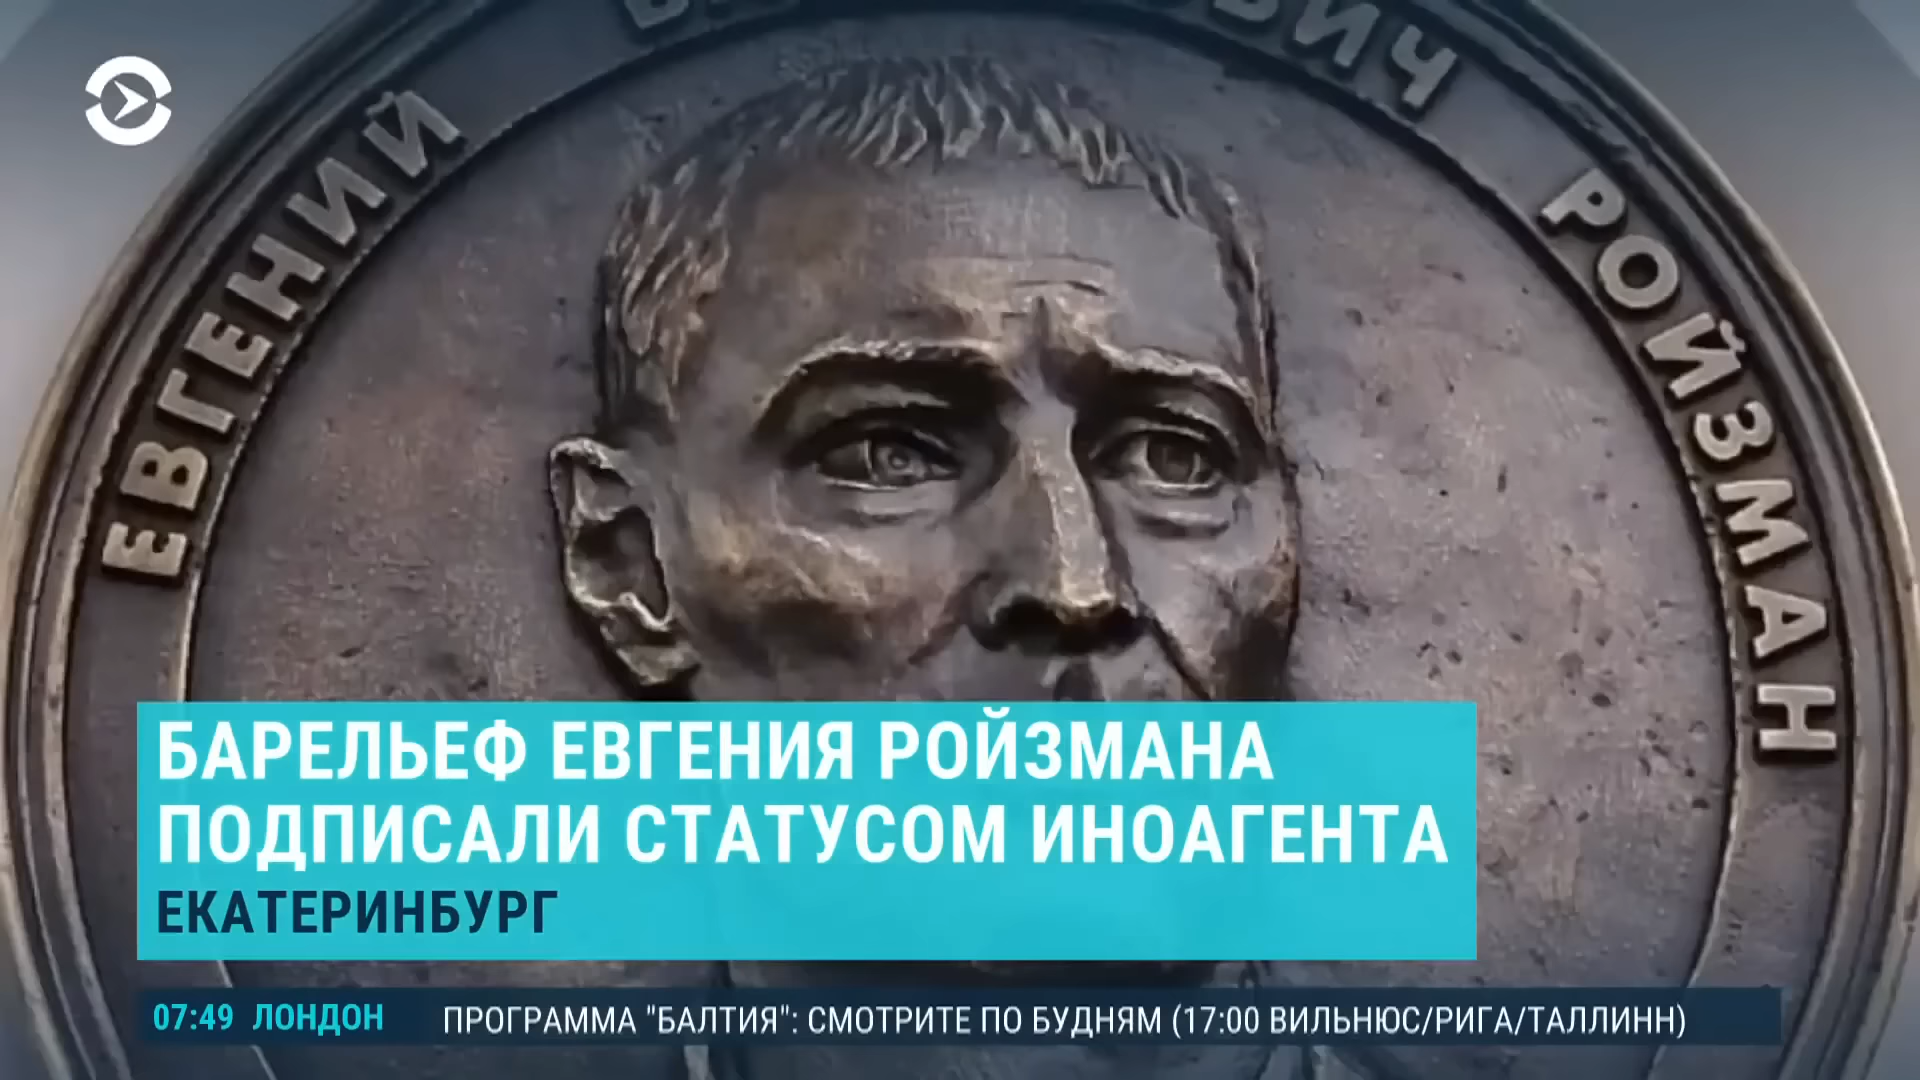 ЕВГЕНИЙ
РОЙЗМАН
БАРЕЛЬЕФ ЕВГЕНИЯ РОЙЗМАНА
ПОДПИСАЛИ СТАТУСОМ ИНОАГЕНТА
ЕКАТЕРИНБУРГ
07:49 ЛОНДОН ПРОГРАММА "БАЛТИЯ": СМОТРИТЕ ПО БУДНЯМ (17:00 ВИЛЬНЮС/РИГА/ТАЛЛИНН)